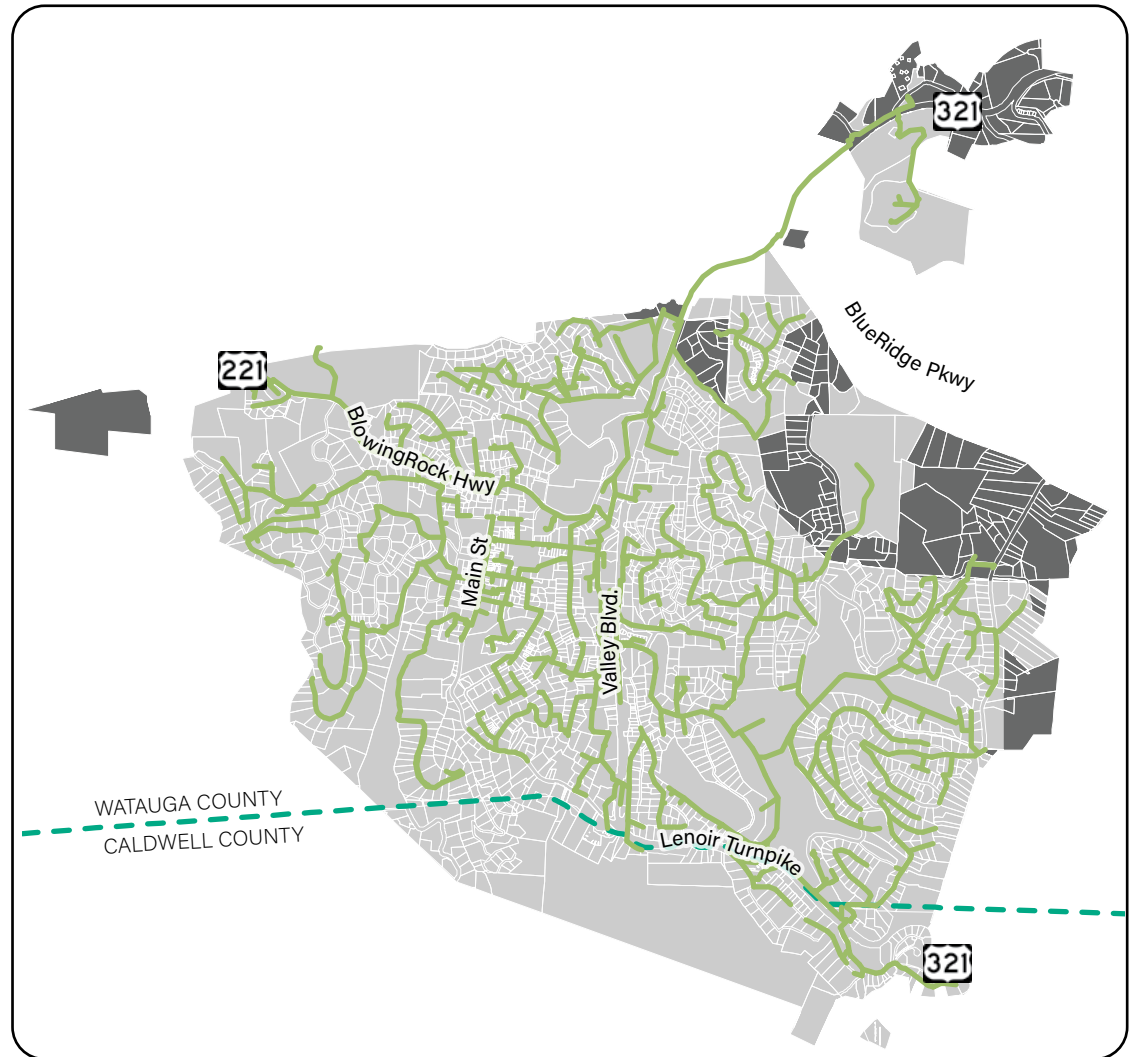 321
BlueRidge Pkwy
221
BlowingRock Hwy
Main St
Valley Blvd.
WATAUGA COUNTY
CALDWELL COUNTY
Lenoir Turnpike
321